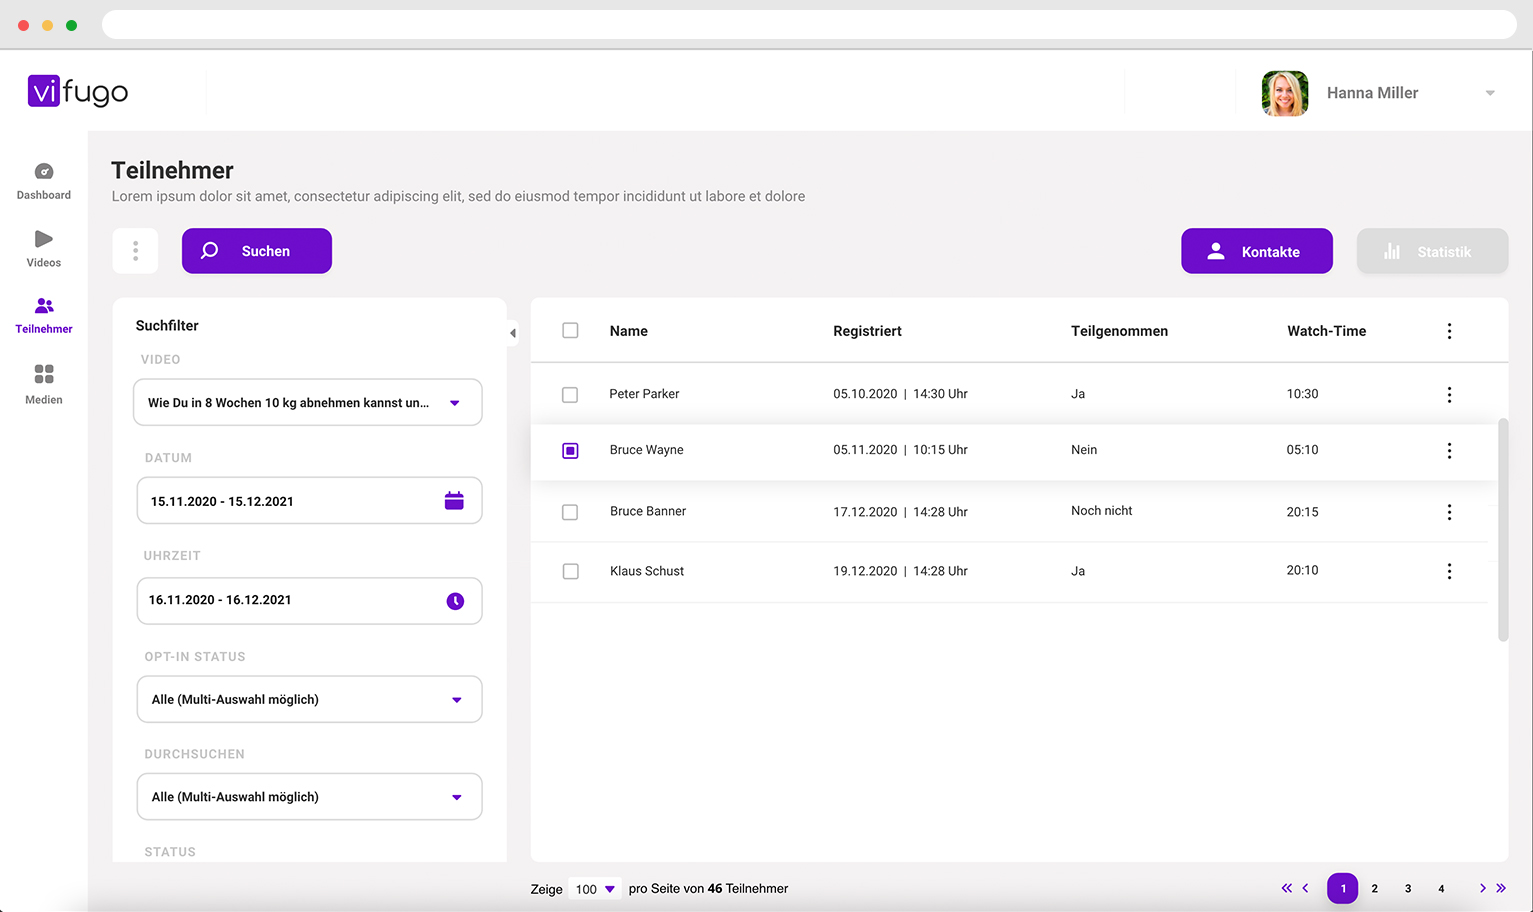 vifugo
Hanna Miller
Dashboard
Videos
Teilnehmer
Medien
Teilnehmer
Lorem ipsum dolor sit amet, consectetur adipiscing elit, sed do eiusmod tempor incididunt ut labore et dolore
Suchen
Kontakte
Statistik
Suchfilter
VIDEO
Wie Du in 8 Wochen 10 kg abnehmen kannst un...
DATUM
15.11.2020 - 15.12.2021
UHRZEIT
16.11.2020 - 16.12.2021
OPT-IN STATUS
Alle (Multi-Auswahl möglich)
DURCHSUCHEN
Alle (Multi-Auswahl möglich)
STATUS
Name Registriert Teilgenommen Watch-Time
Peter Parker 05.10.2020 | 14:30 Uhr Ja 10:30
Bruce Wayne 05.11.2020 | 10:15 Uhr Nein 05:10
Bruce Banner 17.12.2020 | 14:28 Uhr Noch nicht 20:15
Klaus Schust 19.12.2020 | 14:28 Uhr Ja 20:10
Zeige 100 pro Seite von 46 Teilnehmer
« ‹ 1 2 3 4 › »